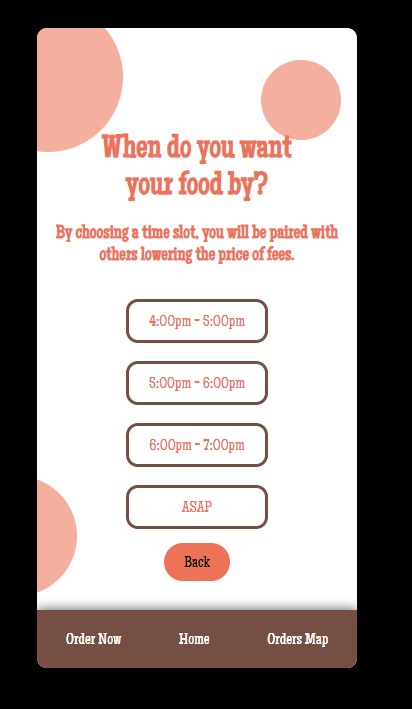 When do you want
your food by?
By choosing a time slot, you will be paired with
others lowering the price of fees.
4:00pm - 5:00pm
5:00pm - 6:00pm
6:00pm - 7:00pm
ASAP
Back
Order Now Home Orders Map